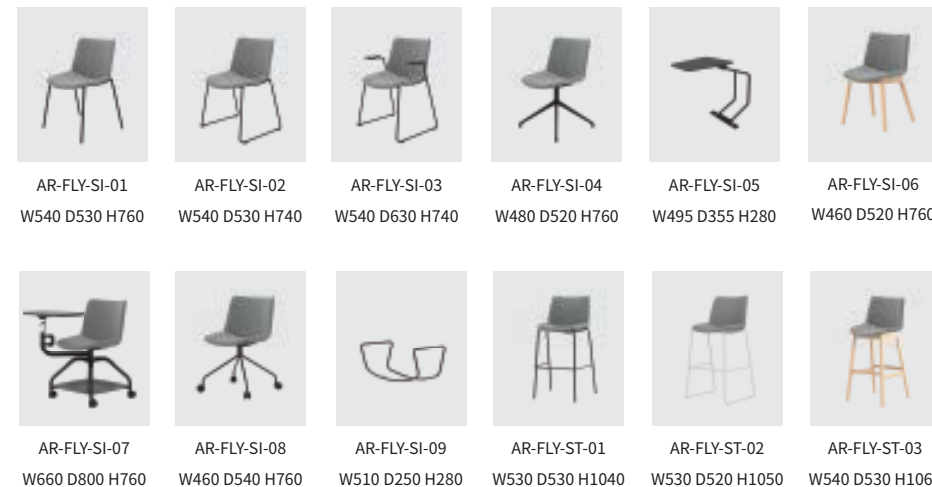 AR-FLY-SI-01 AR-FLY-SI-02 AR-FLY-SI-03 AR-FLY-SI-04 AR-FLY-SI-05 AR-FLY-SI-06
W540 D530 H760 W540 D530 H740 W540 D630 H740 W480 D520 H760 W495 D355 H280 W460 D520 H760
AR-FLY-SI-07 AR-FLY-SI-08 AR-FLY-SI-09 AR-FLY-ST-01 AR-FLY-ST-02 AR-FLY-ST-03
W660 D800 H760 W460 D540 H760 W510 D250 H280 W530 D530 H1040 W530 D520 H1050 W540 D530